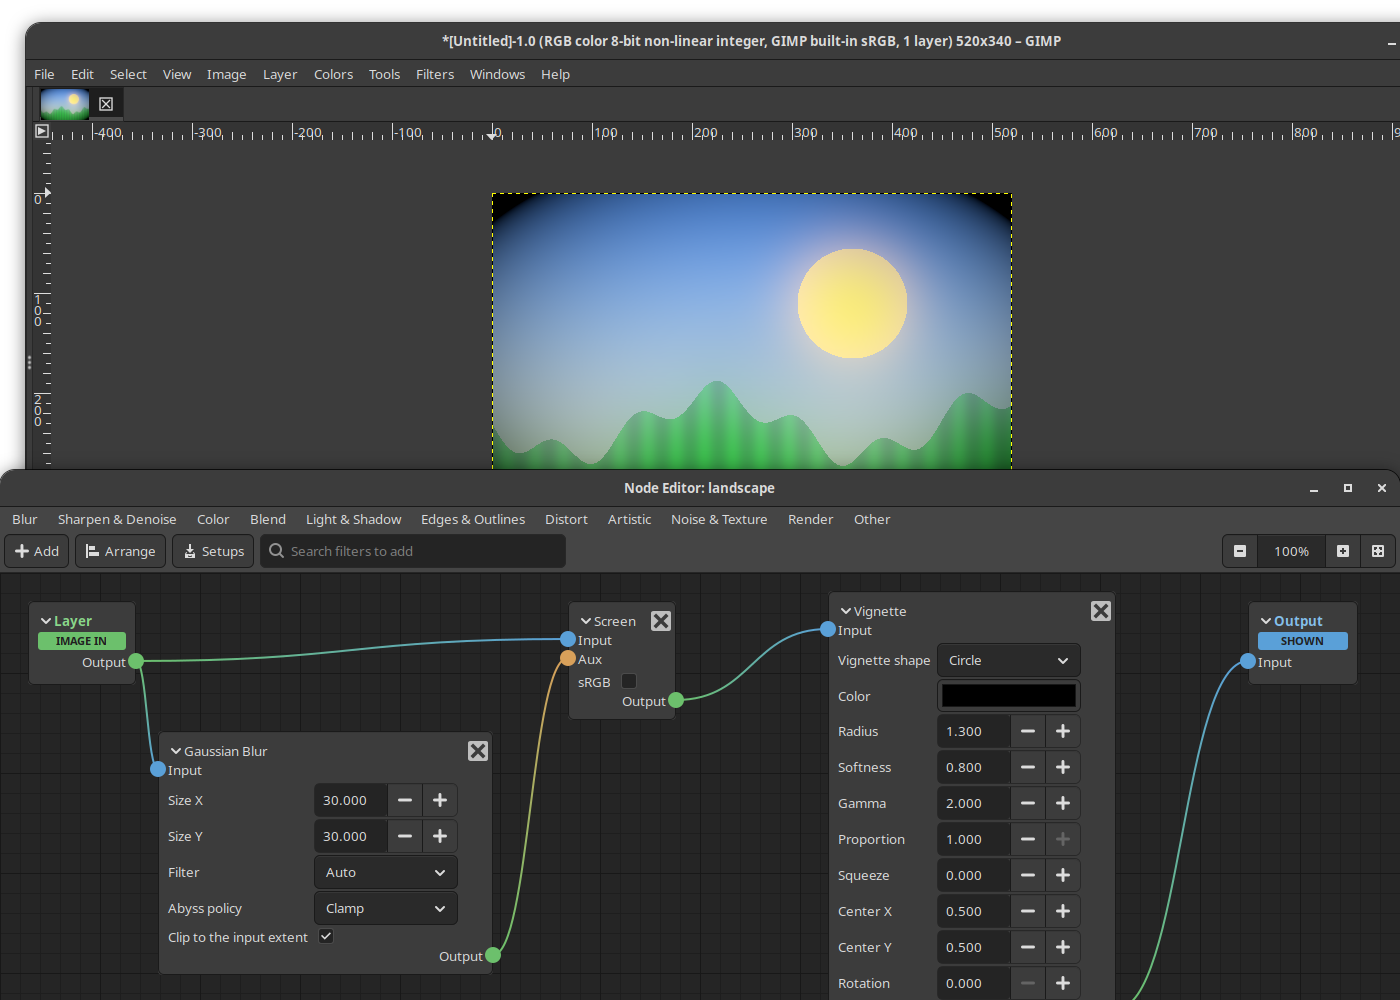 *[Untitled]-1.0 (RGB color 8-bit non-linear integer, GIMP built-in sRGB, 1 layer) 520x340 – GIMP
File Edit Select View Image Layer Colors Tools Filters Windows Help
-400 -300 -200 -100 0 100 200 300 400 500 600 700 800 9
0
100
200
Node Editor: landscape
Blur Sharpen & Denoise Color Blend Light & Shadow Edges & Outlines Distort Artistic Noise & Texture Render Other
Add Arrange Setups Search filters to add 100%
Layer
IMAGE IN
Output
Gaussian Blur
Input
Size X 30.000
Size Y 30.000
Filter Auto
Abyss policy Clamp
Clip to the input extent
Output
Screen
Input
Aux
sRGB
Output
Vignette
Input
Vignette shape Circle
Color
Radius 1.300
Softness 0.800
Gamma 2.000
Proportion 1.000
Squeeze 0.000
Center X 0.500
Center Y 0.500
Rotation 0.000
Output
SHOWN
Input